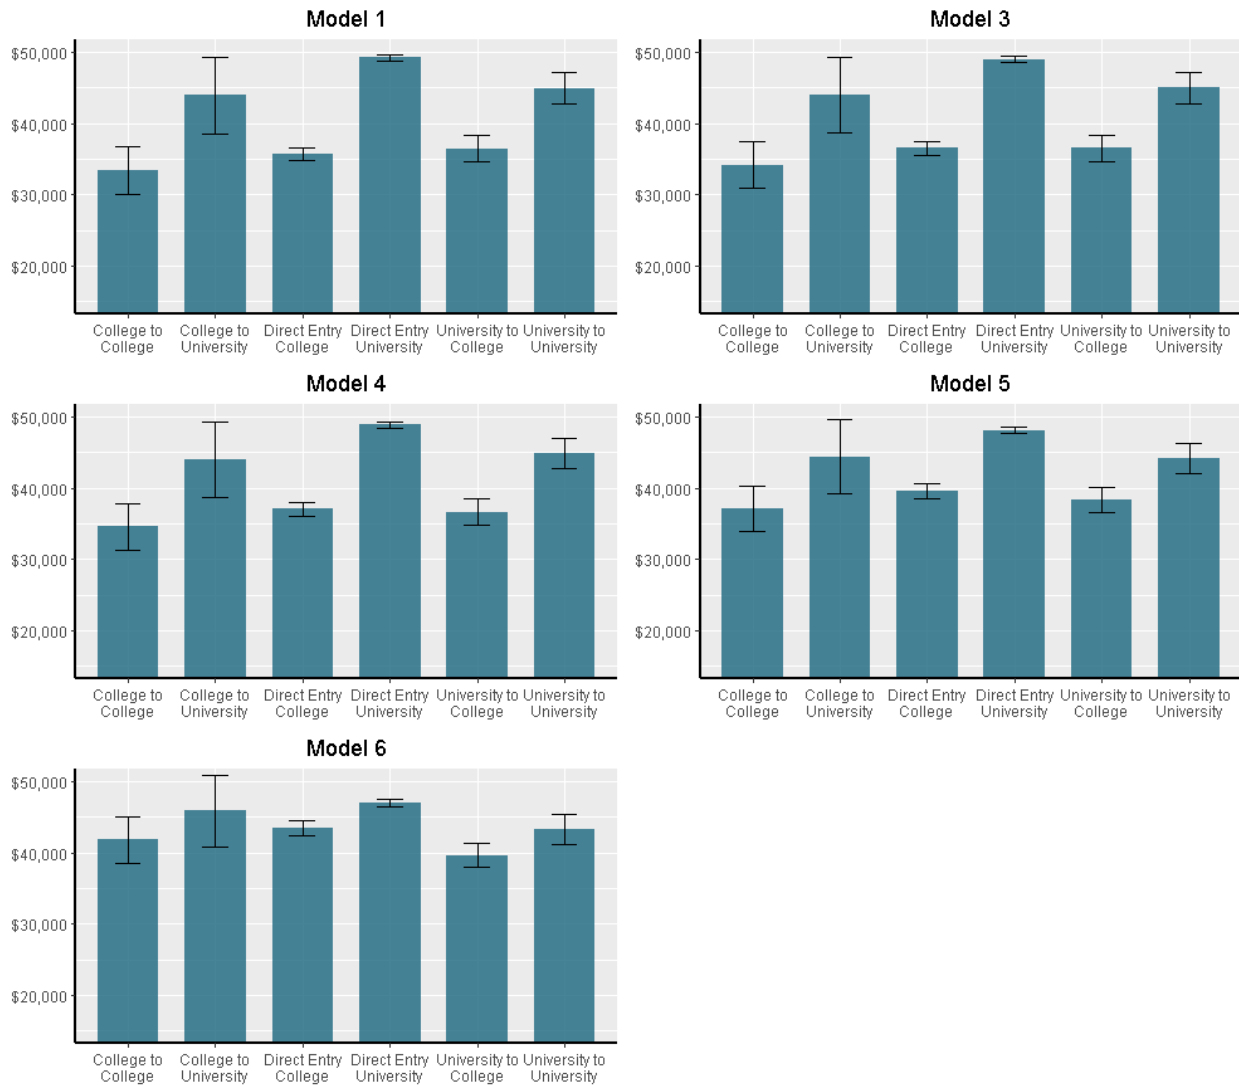 Model 1
$50,000
$40,000
$30,000
$20,000
College to College
College to University
Direct Entry College
Direct Entry University
University to College
University to University
Model 3
$50,000
$40,000
$30,000
$20,000
College to College
College to University
Direct Entry College
Direct Entry University
University to College
University to University
Model 4
$50,000
$40,000
$30,000
$20,000
College to College
College to University
Direct Entry College
Direct Entry University
University to College
University to University
Model 5
$50,000
$40,000
$30,000
$20,000
College to College
College to University
Direct Entry College
Direct Entry University
University to College
University to University
Model 6
$50,000
$40,000
$30,000
$20,000
College to College
College to University
Direct Entry College
Direct Entry University
University to College
University to University